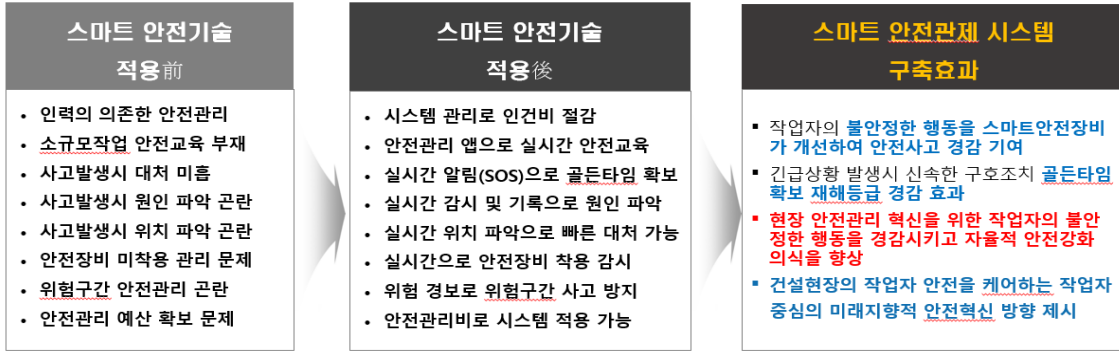 스마트 안전기술
적용前
• 인력의 의존한 안전관리
• 소규모작업 안전교육 부재
• 사고발생시 대처 미흡
• 사고발생시 원인 파악 곤란
• 사고발생시 위치 파악 곤란
• 안전장비 미착용 관리 문제
• 위험구간 안전관리 곤란
• 안전관리 예산 확보 문제
스마트 안전기술
적용後
• 시스템 관리로 인건비 절감
• 안전관리 앱으로 실시간 안전교육
• 실시간 알림(SOS)으로 골든타임 확보
• 실시간 감시 및 기록으로 원인 파악
• 실시간 위치 파악으로 빠른 대처 가능
• 실시간으로 안전장비 착용 감시
• 위험 경보로 위험구간 사고 방지
• 안전관리비로 시스템 적용 가능
스마트 안전관제 시스템
구축효과
▪ 작업자의 불안정한 행동을 스마트안전장비
가 개선하여 안전사고 경감 기여
▪ 긴급상황 발생시 신속한 구호조치 골든타임
확보 재해등급 경감 효과
▪ 현장 안전관리 혁신을 위한 작업자의 불안
정한 행동을 경감시키고 자율적 안전강화
의식을 향상
▪ 건설현장의 작업자 안전을 케어하는 작업자
중심의 미래지향적 안전혁신 방향 제시